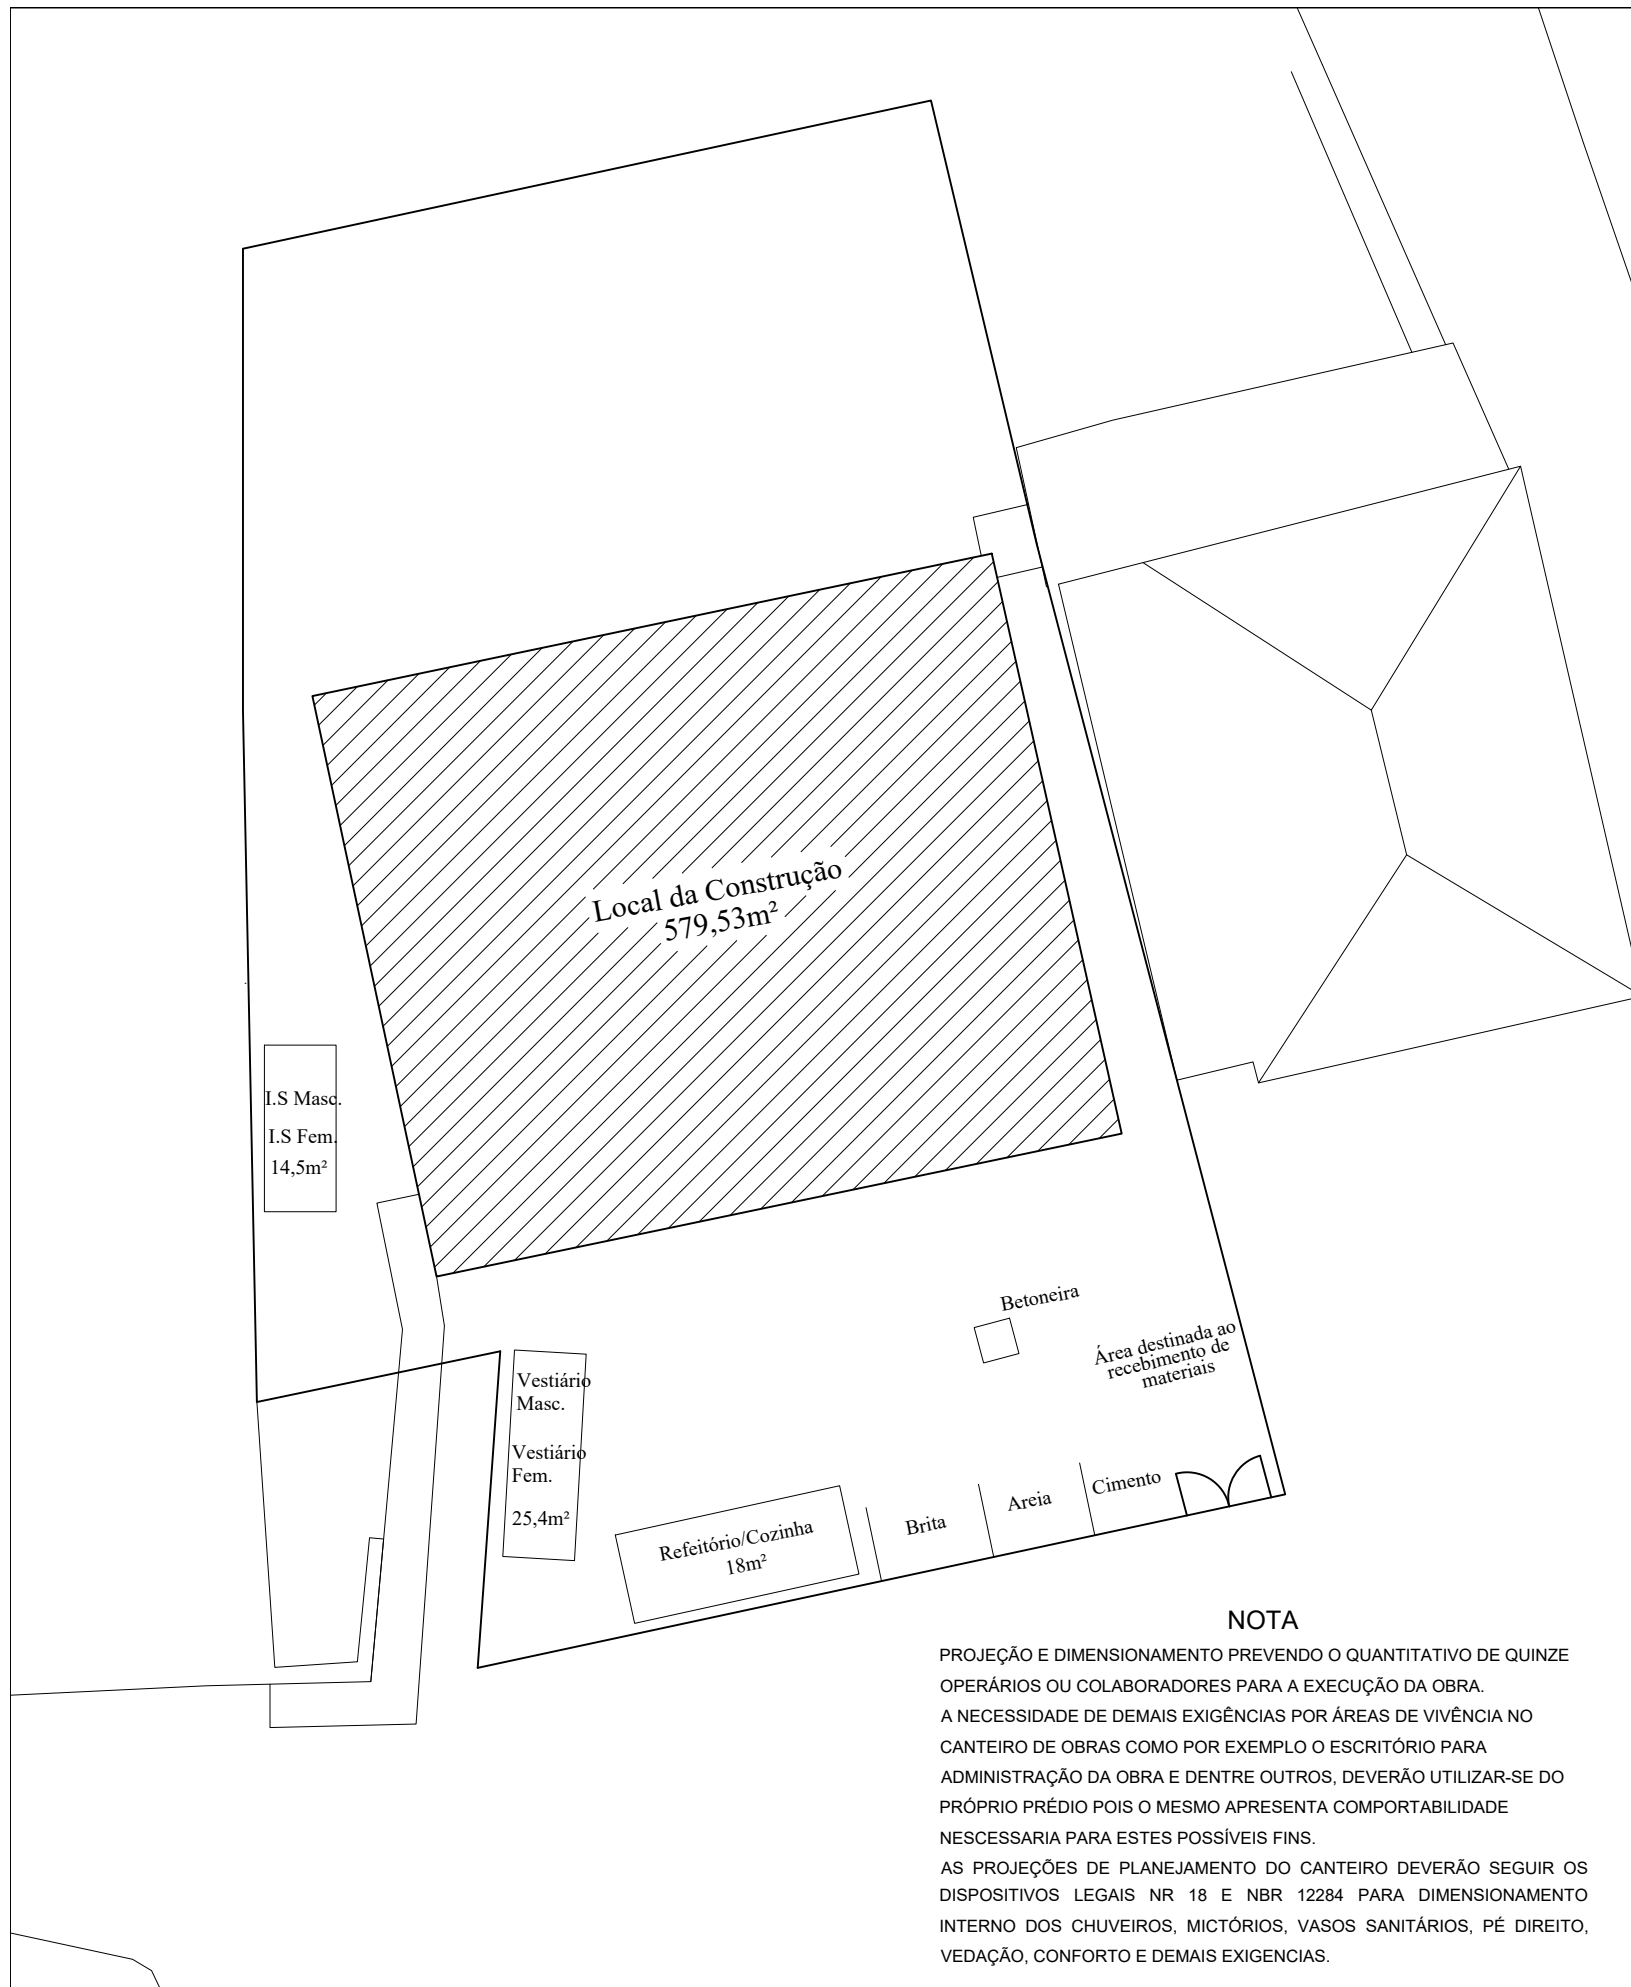 Local da Construção
579,53m²
I.S Masc.
I.S Fem.
14,5m²
Betoneira
Área destinada ao
recebimento de
materiais
Vestiário
Masc.
Vestiário
Fem.
25,4m²
Refeitório/Cozinha
18m²
Brita
Areia
Cimento
NOTA
PROJEÇÃO E DIMENSIONAMENTO PREVENDO O QUANTITATIVO DE QUINZE
OPERÁRIOS OU COLABORADORES PARA A EXECUÇÃO DA OBRA.
A NECESSIDADE DE DEMAIS EXIGÊNCIAS POR ÁREAS DE VIVÊNCIA NO
CANTEIRO DE OBRAS COMO POR EXEMPLO O ESCRITÓRIO PARA
ADMINISTRAÇÃO DA OBRA E DENTRE OUTROS, DEVERÃO UTILIZAR-SE DO
PRÓPRIO PRÉDIO POIS O MESMO APRESENTA COMPORTABILIDADE
NESCESSARIA PARA ESTES POSSÍVEIS FINS.
AS PROJEÇÕES DE PLANEJAMENTO DO CANTEIRO DEVERÃO SEGUIR OS
DISPOSITIVOS LEGAIS NR 18 E NBR 12284 PARA DIMENSIONAMENTO
INTERNO DOS CHUVEIROS, MICTÓRIOS, VASOS SANITÁRIOS, PÉ DIREITO,
VEDAÇÃO, CONFORTO E DEMAIS EXIGENCIAS.